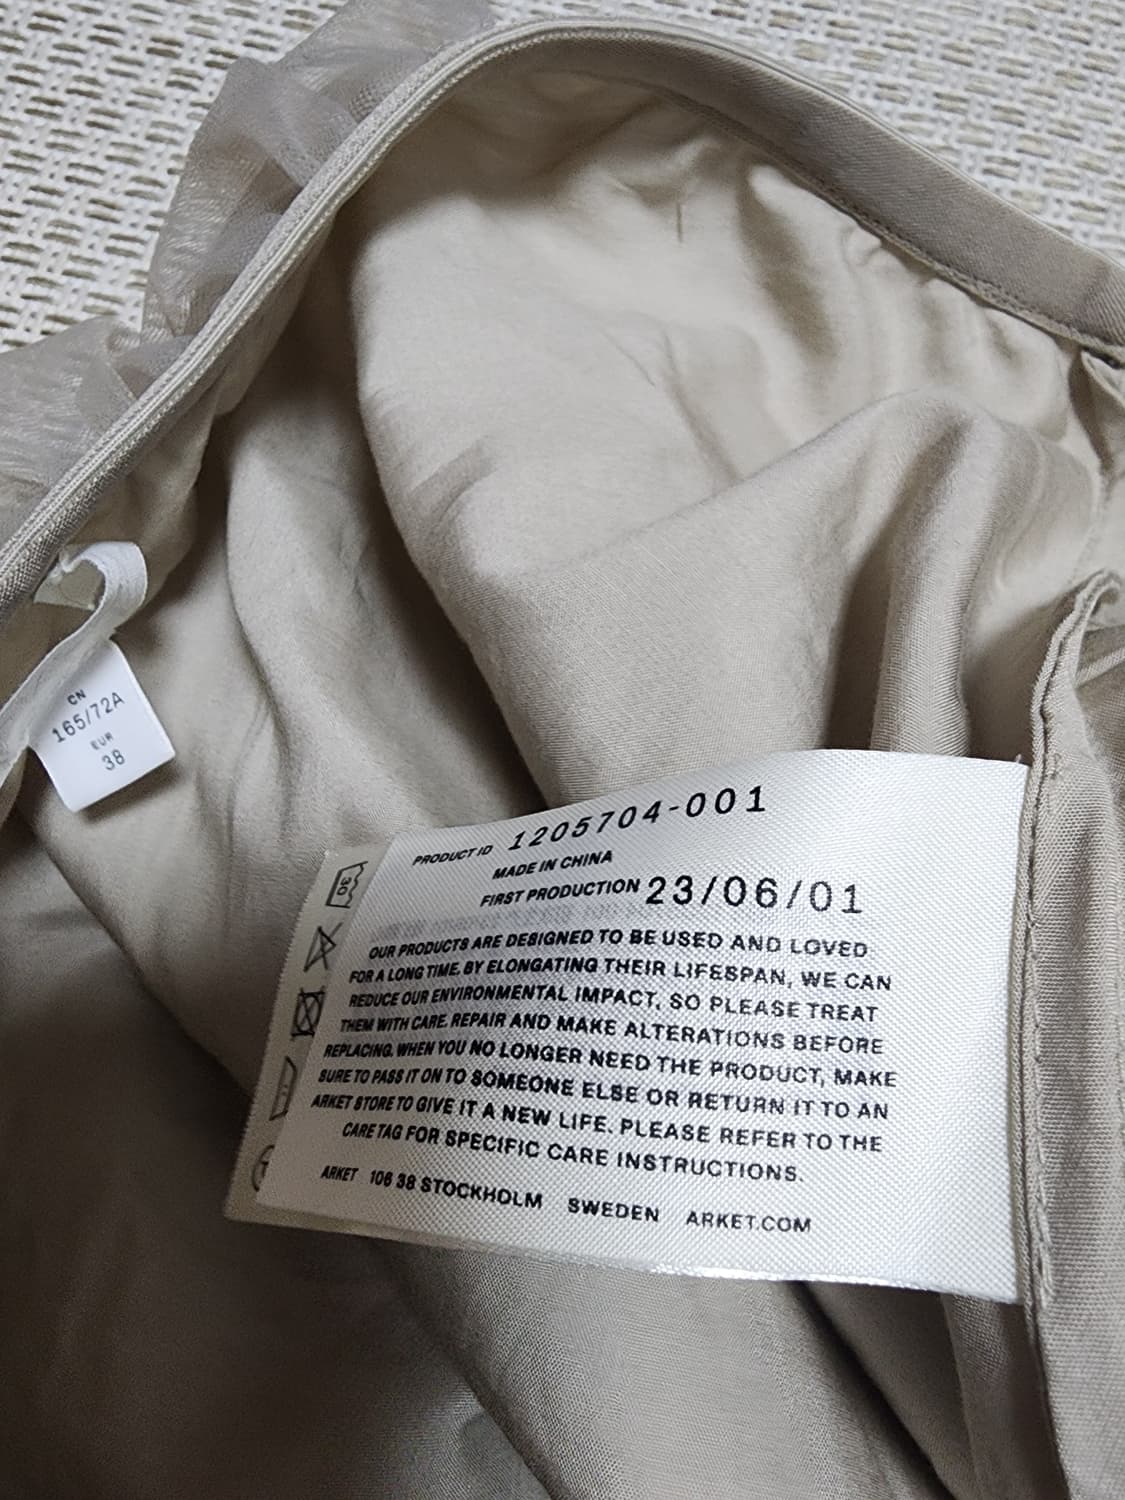 CN
165/72A
EUR
38
PRODUCT ID 1205704-001
MADE IN CHINA
FIRST PRODUCTION 23/06/01
OUR PRODUCTS ARE DESIGNED TO BE USED AND LOVED
FOR A LONG TIME. BY ELONGATING THEIR LIFESPAN, WE CAN
REDUCE OUR ENVIRONMENTAL IMPACT, SO PLEASE TREAT
THEM WITH CARE. REPAIR AND MAKE ALTERATIONS BEFORE
REPLACING. WHEN YOU NO LONGER NEED THE PRODUCT, MAKE
SURE TO PASS IT ON TO SOMEONE ELSE OR RETURN IT TO AN
ARKET STORE TO GIVE IT A NEW LIFE. PLEASE REFER TO THE
CARE TAG FOR SPECIFIC CARE INSTRUCTIONS.
ARKET 106 38 STOCKHOLM SWEDEN ARKET.COM
30